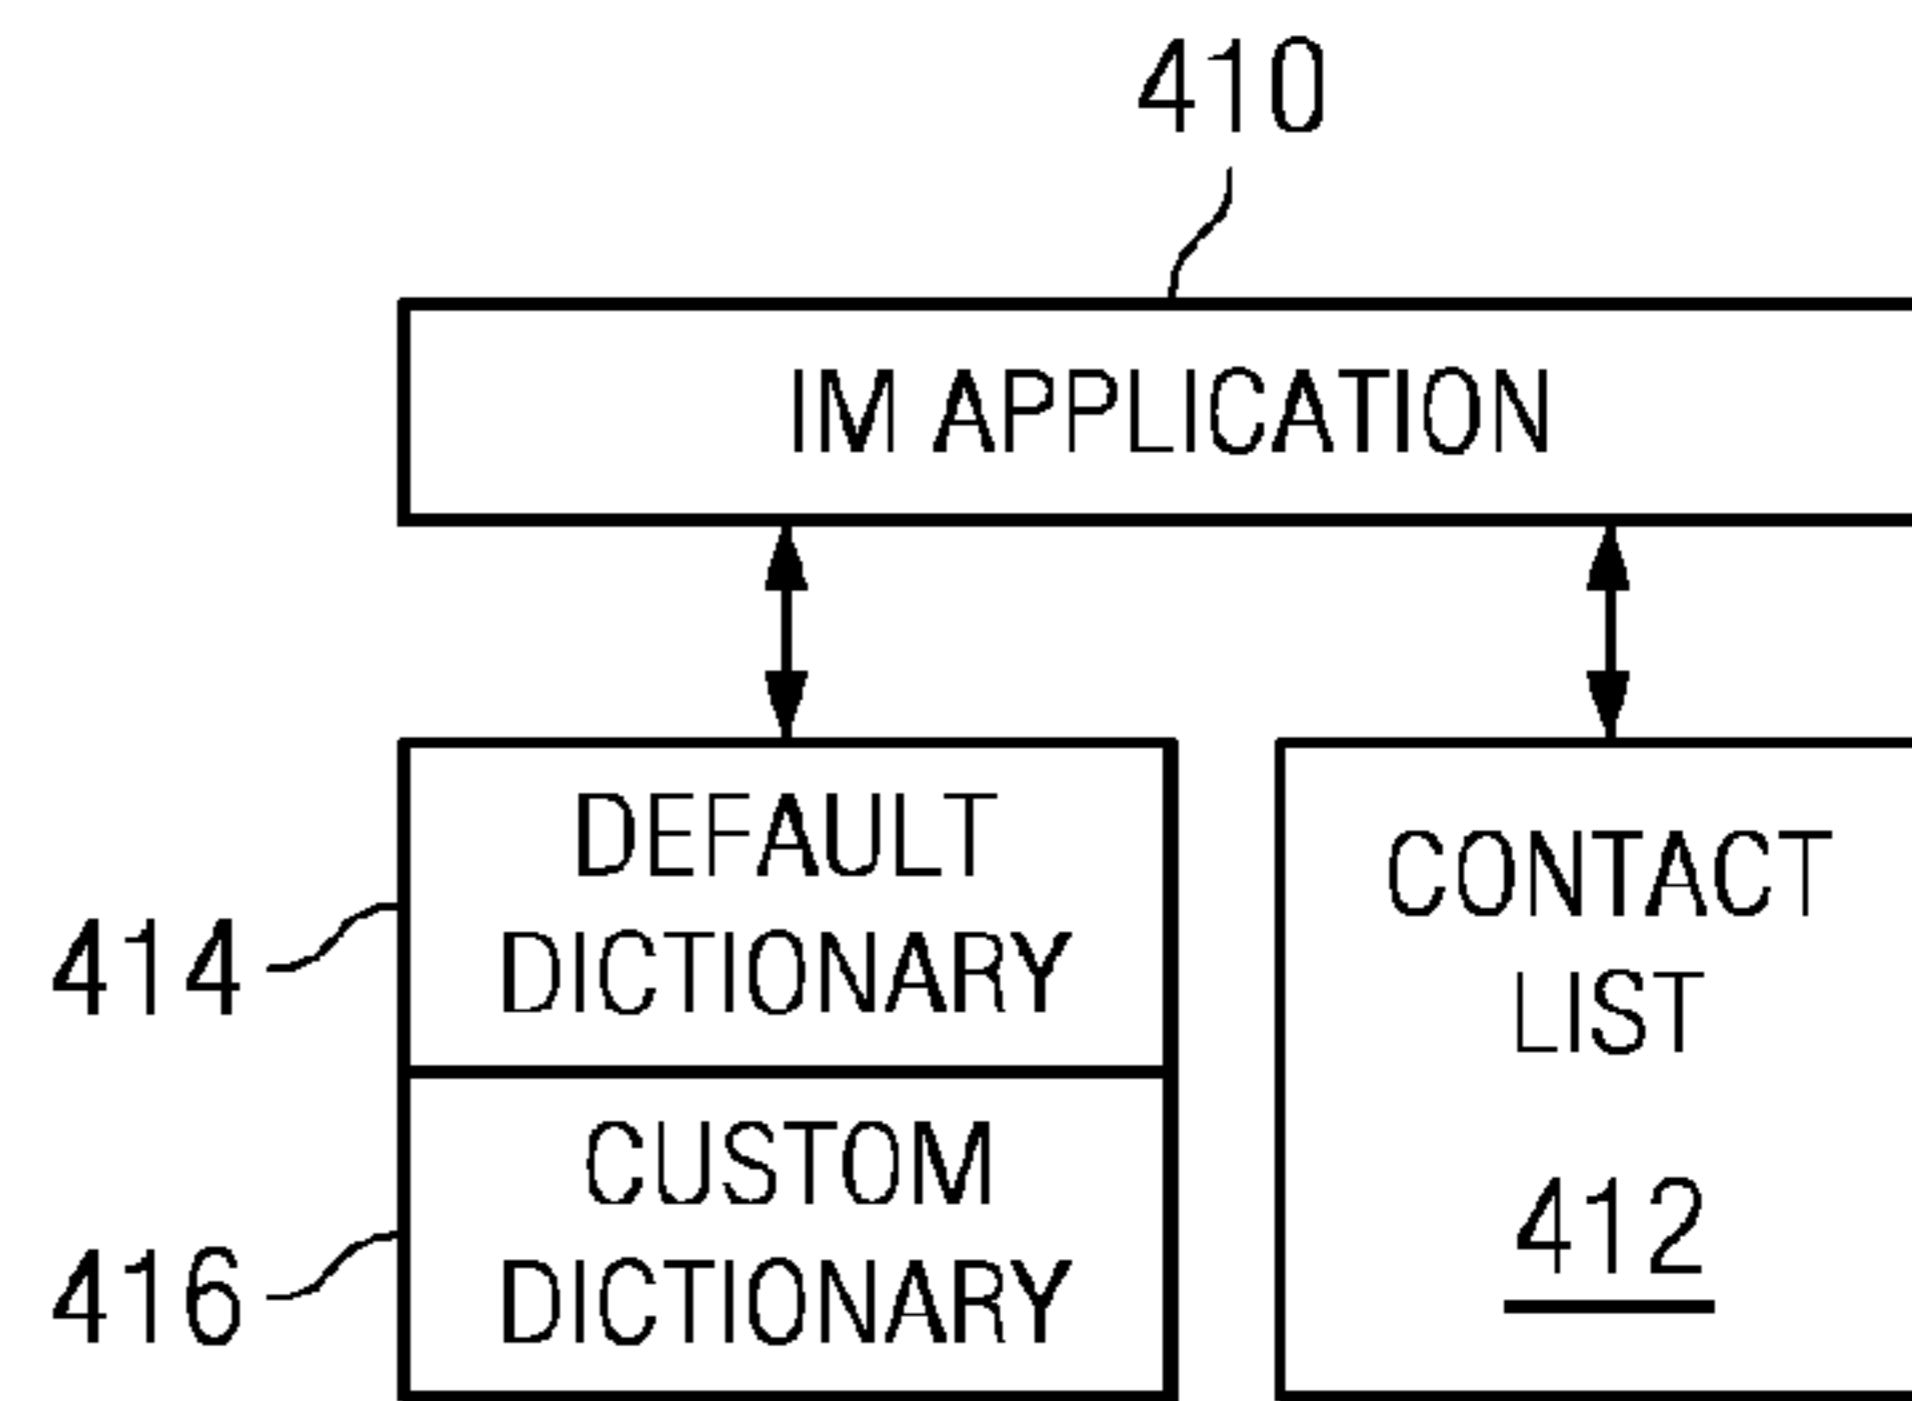 410
IM APPLICATION
DEFAULT
DICTIONARY
414
CUSTOM
DICTIONARY
416
CONTACT
LIST
412